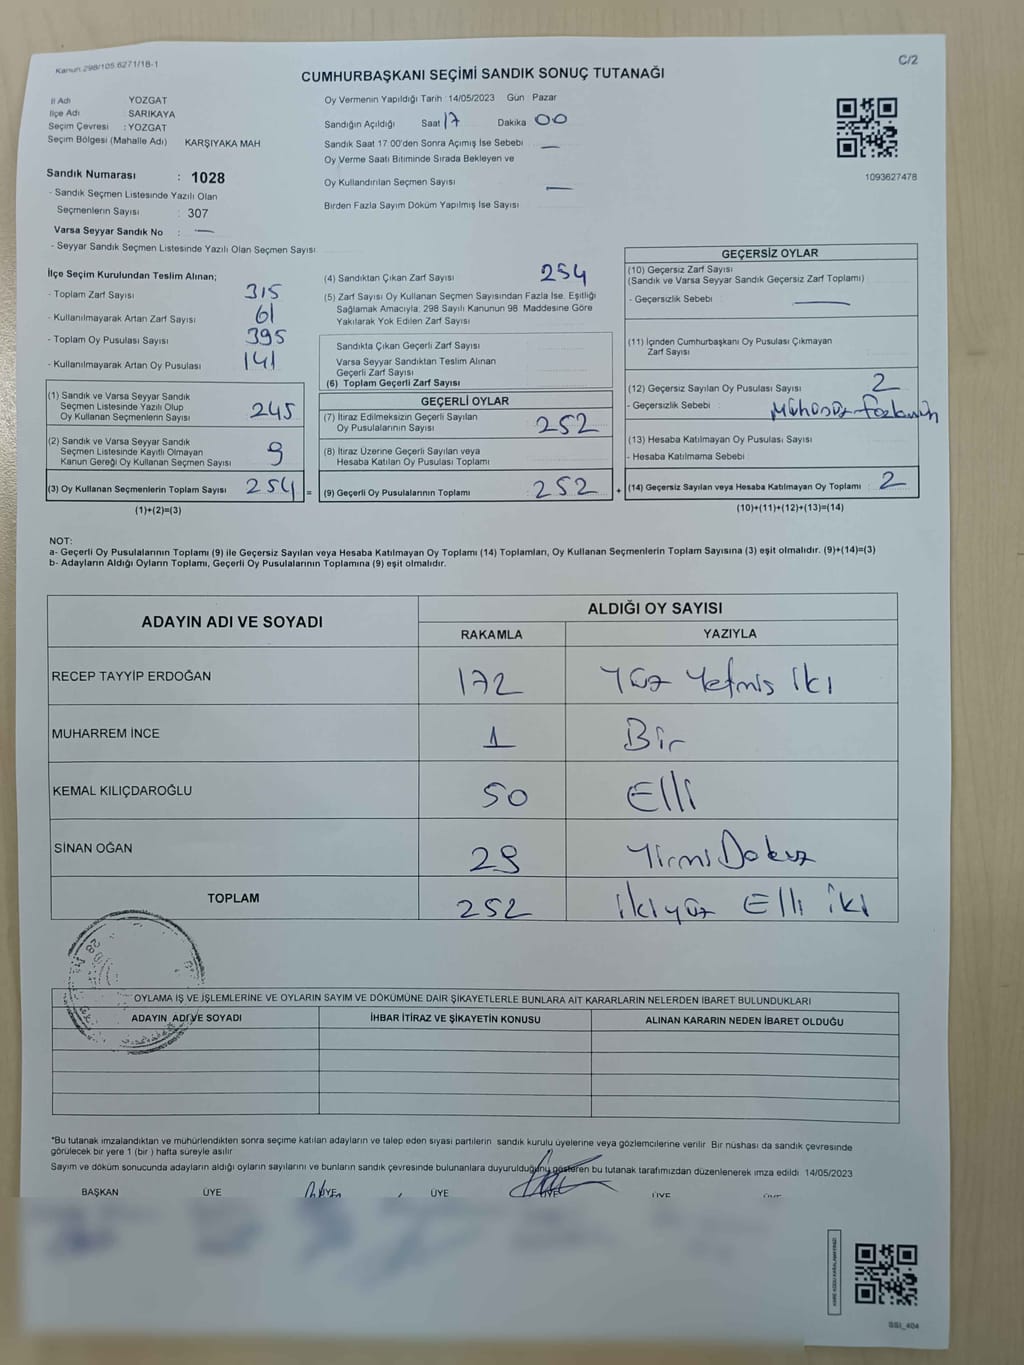 Kanun 298/105.6271/18-1
C/2
CUMHURBAŞKANI SEÇİMİ SANDIK SONUÇ TUTANAĞI
İl Adı YOZGAT
İlçe Adı SARIKAYA
Seçim Çevresi : YOZGAT
Seçim Bölgesi (Mahalle Adı) KARŞIYAKA MAH
Sandık Numarası : 1028
- Sandık Seçmen Listesinde Yazılı Olan
Seçmenlerin Sayısı : 307
Varsa Seyyar Sandık No : —
- Seyyar Sandık Seçmen Listesinde Yazılı Olan Seçmen Sayısı
Oy Vermenin Yapıldığı Tarih : 14/05/2023 Gün : Pazar
Sandığın Açıldığı Saat 17 Dakika 00
Sandık Saat 17:00'den Sonra Açımış İse Sebebi —
Oy Verme Saati Bitiminde Sırada Bekleyen ve
Oy Kullandırılan Seçmen Sayısı —
Birden Fazla Sayım Döküm Yapılmış İse Sayısı
1093627478
İlçe Seçim Kurulundan Teslim Alınan;
- Toplam Zarf Sayısı 315
- Kullanılmayarak Artan Zarf Sayısı 61
- Toplam Oy Pusulası Sayısı 395
- Kullanılmayarak Artan Oy Pusulası 141
(1) Sandık ve Varsa Seyyar Sandık
Seçmen Listesinde Yazılı Olup
Oy Kullanan Seçmenlerin Sayısı 245
(2) Sandık ve Varsa Seyyar Sandık
Seçmen Listesinde Kayıtlı Olmayan
Kanun Gereği Oy Kullanan Seçmen Sayısı 9
(3) Oy Kullanan Seçmenlerin Toplam Sayısı 254 =
(1)+(2)=(3)
(4) Sandıktan Çıkan Zarf Sayısı 254
(5) Zarf Sayısı Oy Kullanan Seçmen Sayısından Fazla İse, Eşitliği
Sağlamak Amacıyla, 298 Sayılı Kanunun 98. Maddesine Göre
Yakılarak Yok Edilen Zarf Sayısı
Sandıkta Çıkan Geçerli Zarf Sayısı
Varsa Seyyar Sandıktan Teslim Alınan
Geçerli Zarf Sayısı
(6) Toplam Geçerli Zarf Sayısı
GEÇERLİ OYLAR
(7) İtiraz Edilmeksizin Geçerli Sayılan
Oy Pusulalarının Sayısı 252
(8) İtiraz Üzerine Geçerli Sayılan veya
Hesaba Katılan Oy Pusulası Toplamı
(9) Geçerli Oy Pusulalarının Toplamı 252 +
GEÇERSİZ OYLAR
(10) Geçersiz Zarf Sayısı
(Sandık ve Varsa Seyyar Sandık Geçersiz Zarf Toplamı)
- Geçersizlik Sebebi : —
(11) İçinden Cumhurbaşkanı Oy Pusulası Çıkmayan
Zarf Sayısı
(12) Geçersiz Sayılan Oy Pusulası Sayısı 2
- Geçersizlik Sebebi :
(13) Hesaba Katılmayan Oy Pusulası Sayısı
- Hesaba Katılmama Sebebi :
(14) Geçersiz Sayılan veya Hesaba Katılmayan Oy Toplamı : 2
(10)+(11)+(12)+(13)=(14)
NOT:
a- Geçerli Oy Pusulalarının Toplamı (9) ile Geçersiz Sayılan veya Hesaba Katılmayan Oy Toplamı (14) Toplamları, Oy Kullanan Seçmenlerin Toplam Sayısına (3) eşit olmalıdır. (9)+(14)=(3)
b- Adayların Aldığı Oyların Toplamı, Geçerli Oy Pusulalarının Toplamına (9) eşit olmalıdır.
ADAYIN ADI VE SOYADI ALDIĞI OY SAYISI
RAKAMLA YAZIYLA
RECEP TAYYİP ERDOĞAN 172 Yüz Yetmiş İki
MUHARREM İNCE 1 Bir
KEMAL KILIÇDAROĞLU 50 Elli
SİNAN OĞAN 29 Yirmi Dokuz
TOPLAM 252 İkiyüz Elli İki
OYLAMA İŞ VE İŞLEMLERİNE VE OYLARIN SAYIM VE DÖKÜMÜNE DAİR ŞİKAYETLERLE BUNLARA AİT KARARLARIN NELERDEN İBARET BULUNDUKLARI
ADAYIN ADI VE SOYADI İHBAR İTİRAZ VE ŞİKAYETİN KONUSU ALINAN KARARIN NEDEN İBARET OLDUĞU
*Bu tutanak imzalandıktan ve mühürlendikten sonra seçime katılan adayların ve talep eden siyasi partilerin sandık kurulu üyelerine veya gözlemcilerine verilir. Bir nüshası da sandık çevresinde
görülecek bir yere 1 (bir ) hafta süreyle asılır.
Sayım ve döküm sonucunda adayların aldığı oyların sayılarını ve bunların sandık çevresinde bulunanlara duyurulduğunu gösteren bu tutanak tarafımızdan düzenlenerek imza edildi 14/05/2023
BAŞKAN ÜYE ÜYE ÜYE ÜYE ÜYE
SSI_404